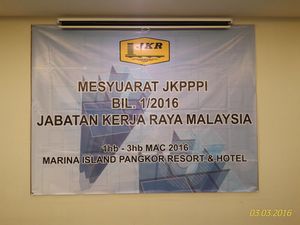 JKR
MESYUARAT JKPPPI
BIL. 1/2016
JABATAN KERJA RAYA MALAYSIA
1hb - 3hb MAC 2016
MARINA ISLAND PANGKOR RESORT & HOTEL
03.03.2016